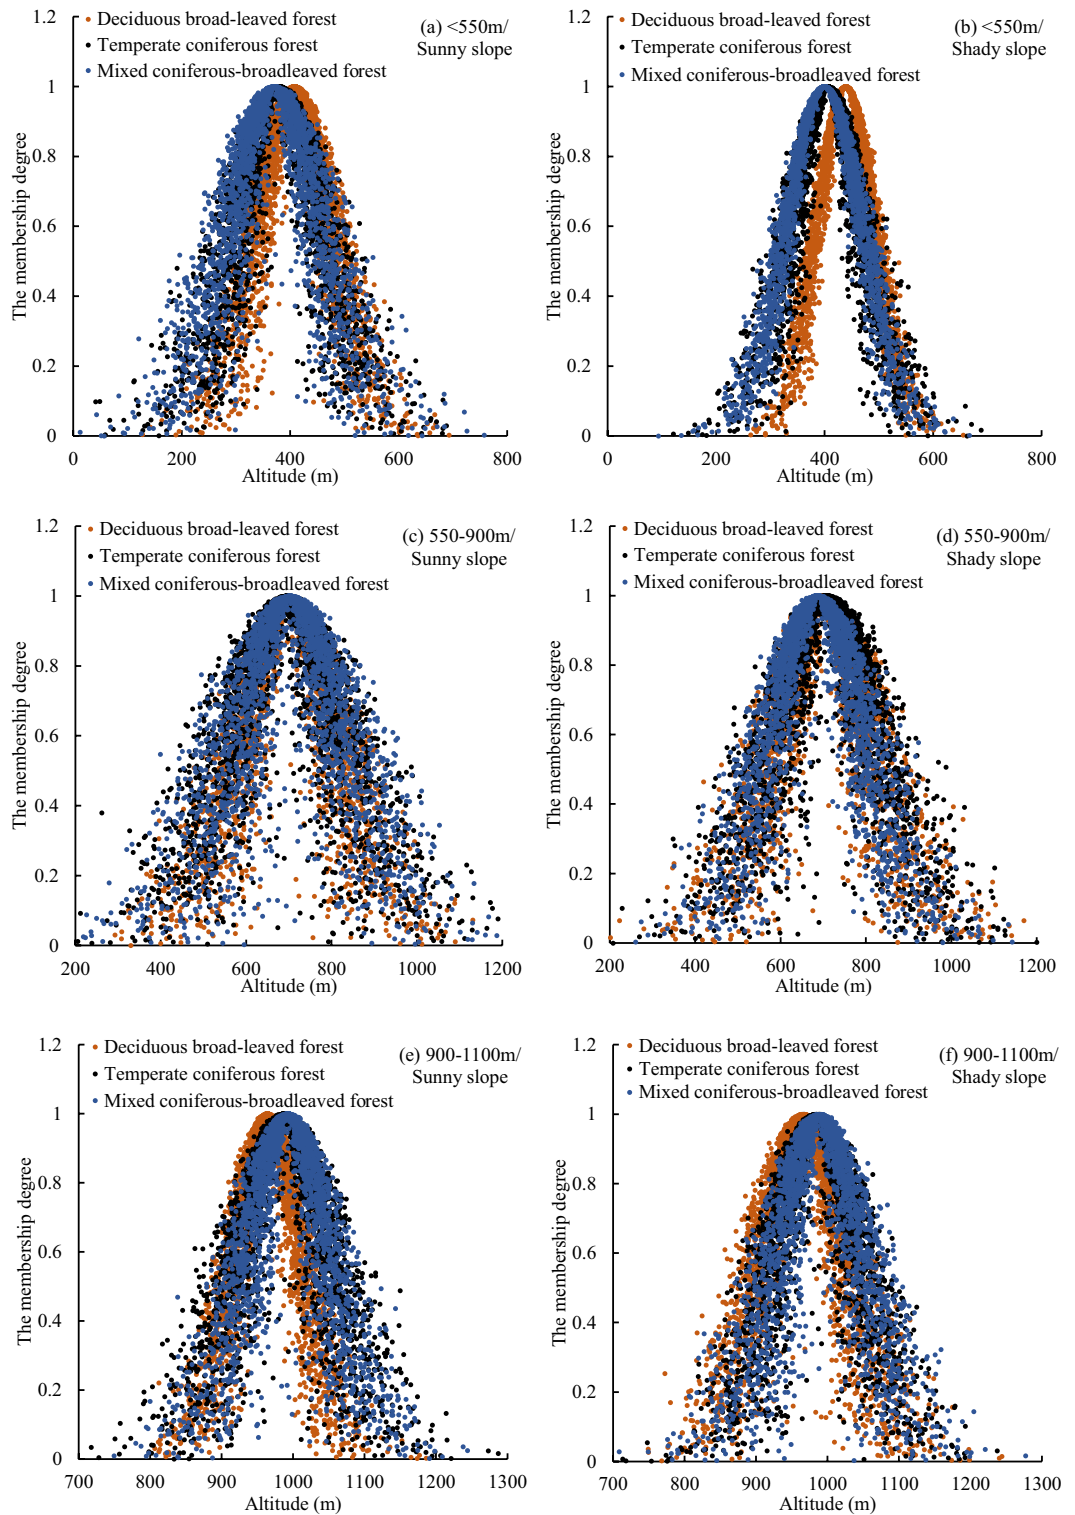 1.2
1
0.8
0.6
0.4
0.2
0
The membership degree
Deciduous broad-leaved forest
Temperate coniferous forest
Mixed coniferous-broadleaved forest
(a) <550m/
Sunny slope
0 200 400 600 800
Altitude (m)
1.2
1
0.8
0.6
0.4
0.2
0
The membership degree
Deciduous broad-leaved forest
Temperate coniferous forest
Mixed coniferous-broadleaved forest
(b) <550m/
Shady slope
0 200 400 600 800
Altitude (m)
1.2
1
0.8
0.6
0.4
0.2
0
The membership degree
Deciduous broad-leaved forest
Temperate coniferous forest
Mixed coniferous-broadleaved forest
(c) 550-900m/
Sunny slope
200 400 600 800 1000 1200
Altitude (m)
1.2
1
0.8
0.6
0.4
0.2
0
The membership degree
Deciduous broad-leaved forest
Temperate coniferous forest
Mixed coniferous-broadleaved forest
(d) 550-900m/
Shady slope
200 400 600 800 1000 1200
Altitude (m)
1.2
1
0.8
0.6
0.4
0.2
0
The membership degree
Deciduous broad-leaved forest
Temperate coniferous forest
Mixed coniferous-broadleaved forest
(e) 900-1100m/
Sunny slope
700 800 900 1000 1100 1200 1300
Altitude (m)
1.2
1
0.8
0.6
0.4
0.2
0
The membership degree
Deciduous broad-leaved forest
Temperate coniferous forest
Mixed coniferous-broadleaved forest
(f) 900-1100m/
Shady slope
700 800 900 1000 1100 1200 1300
Altitude (m)